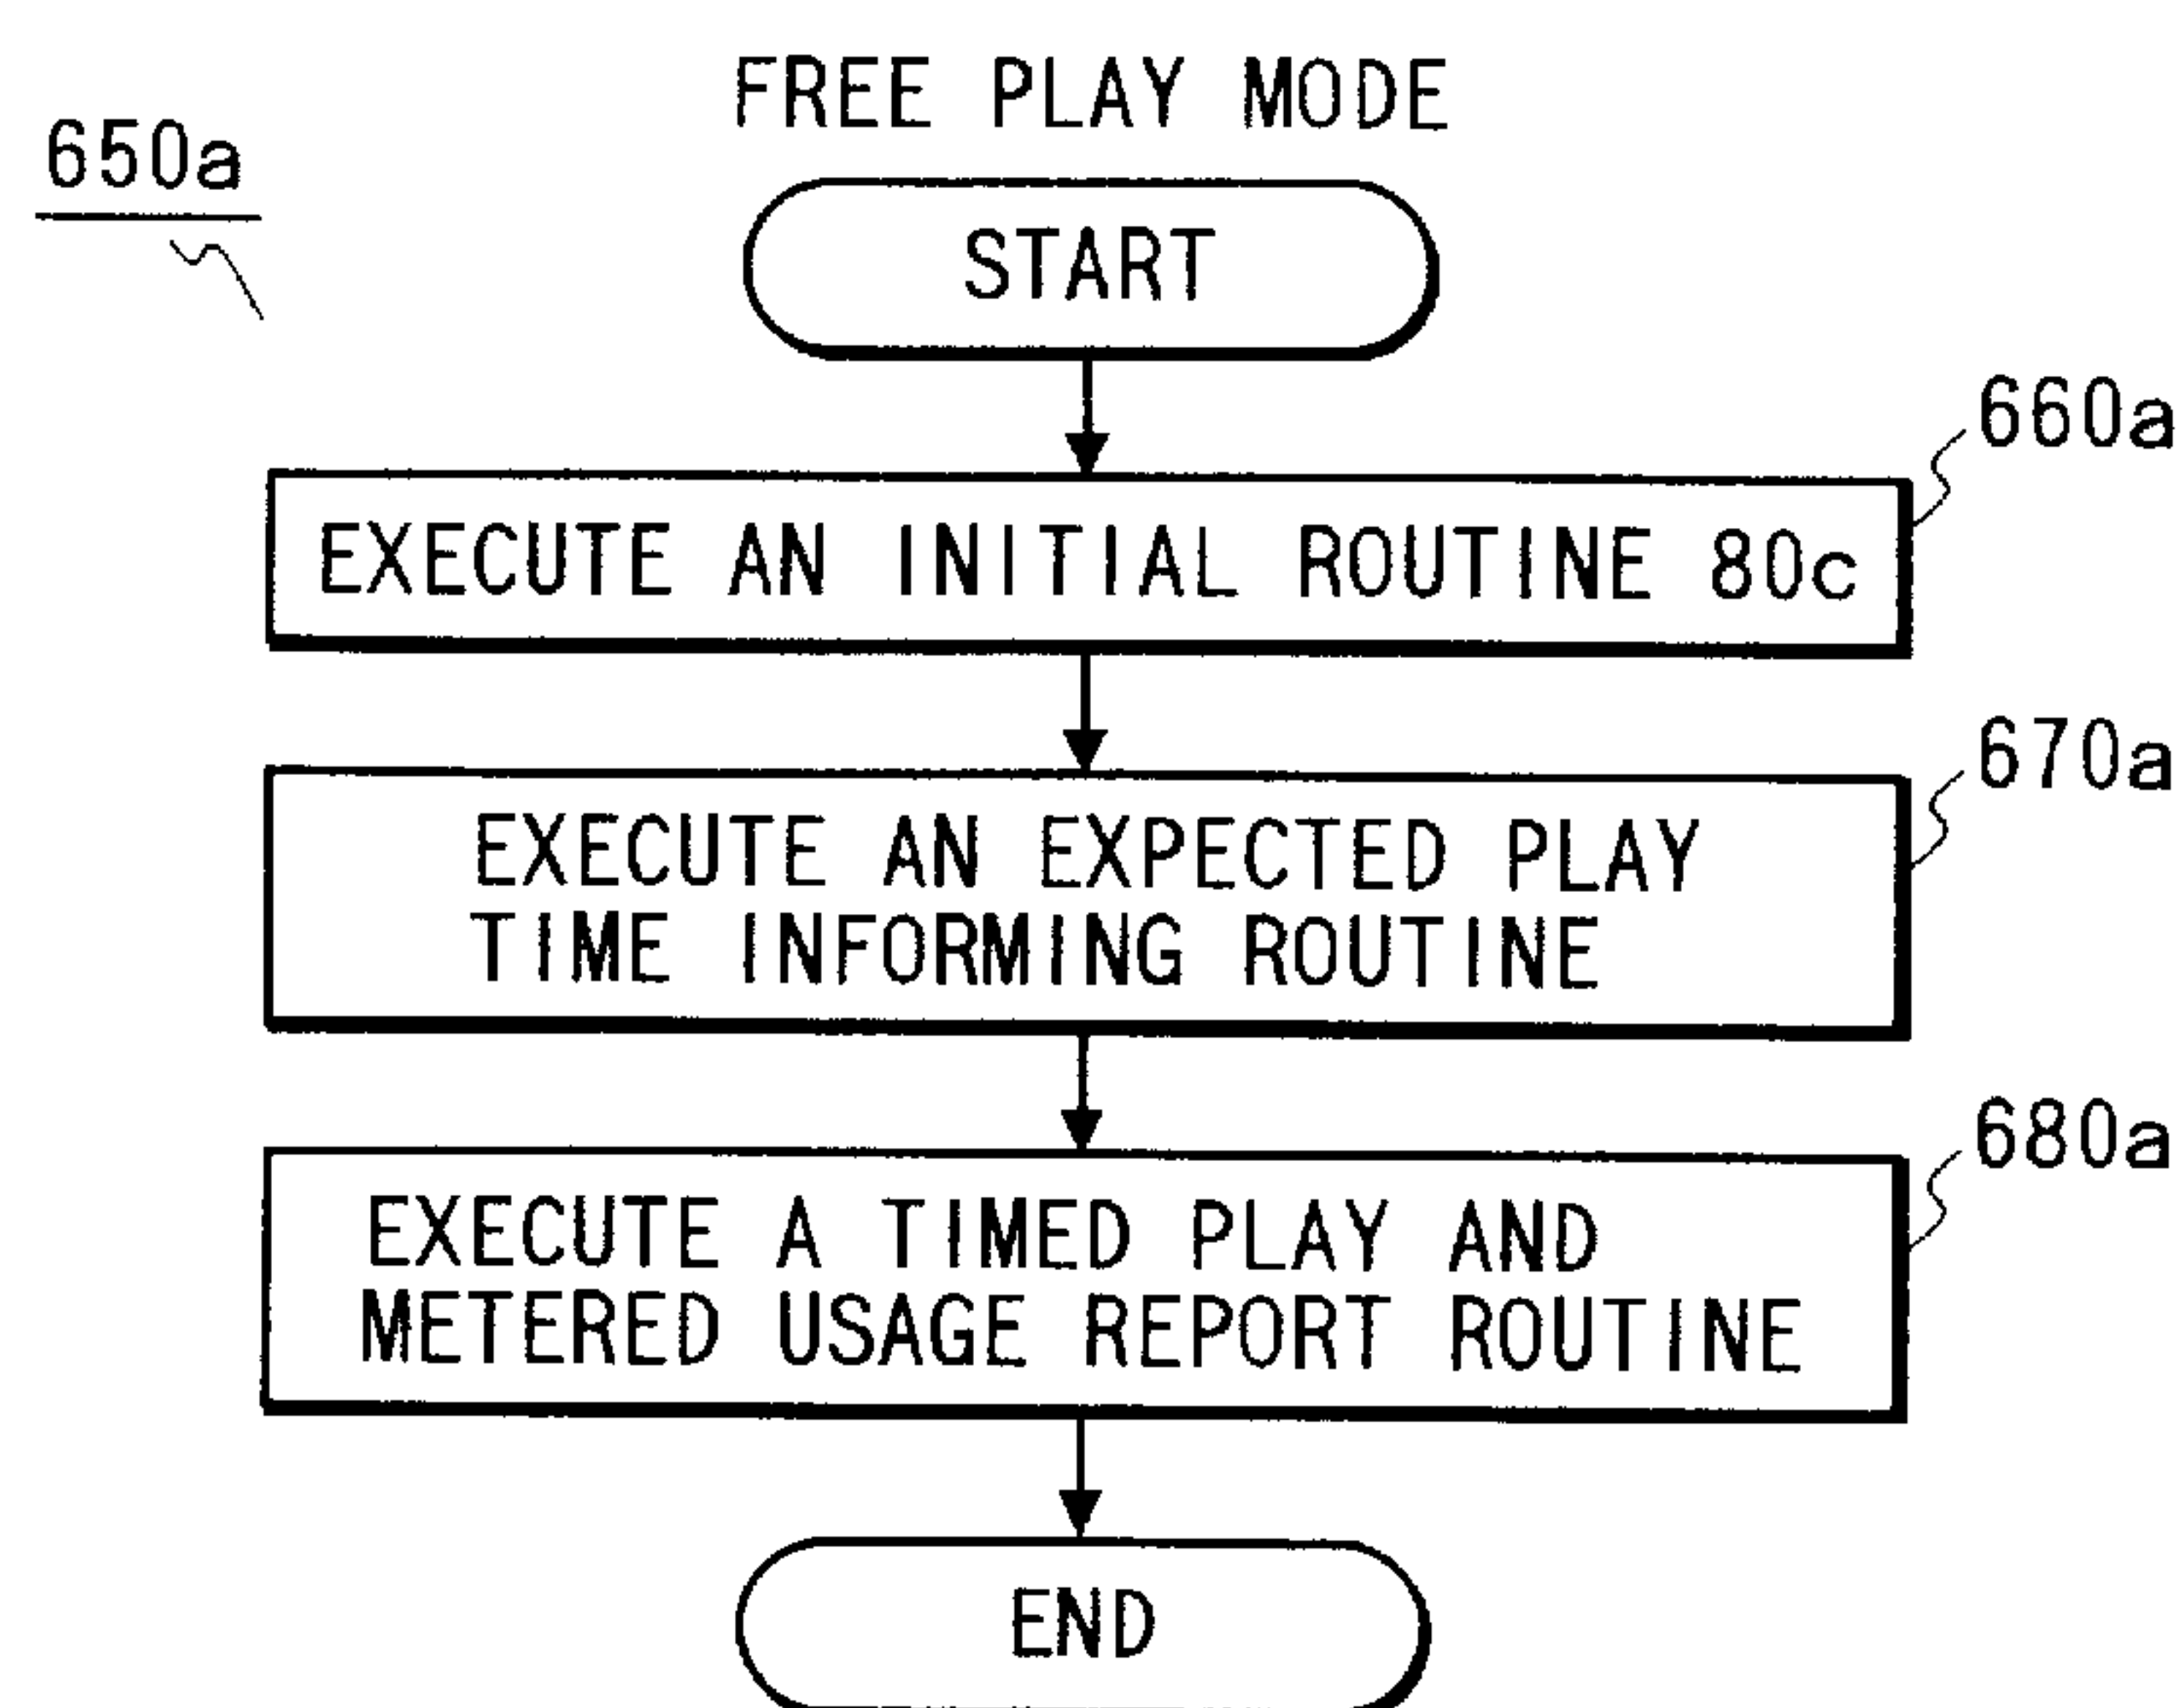 FREE PLAY MODE
650a
START
660a
EXECUTE AN INITIAL ROUTINE 80c
670a
EXECUTE AN EXPECTED PLAY
TIME INFORMING ROUTINE
680a
EXECUTE A TIMED PLAY AND
METERED USAGE REPORT ROUTINE
END